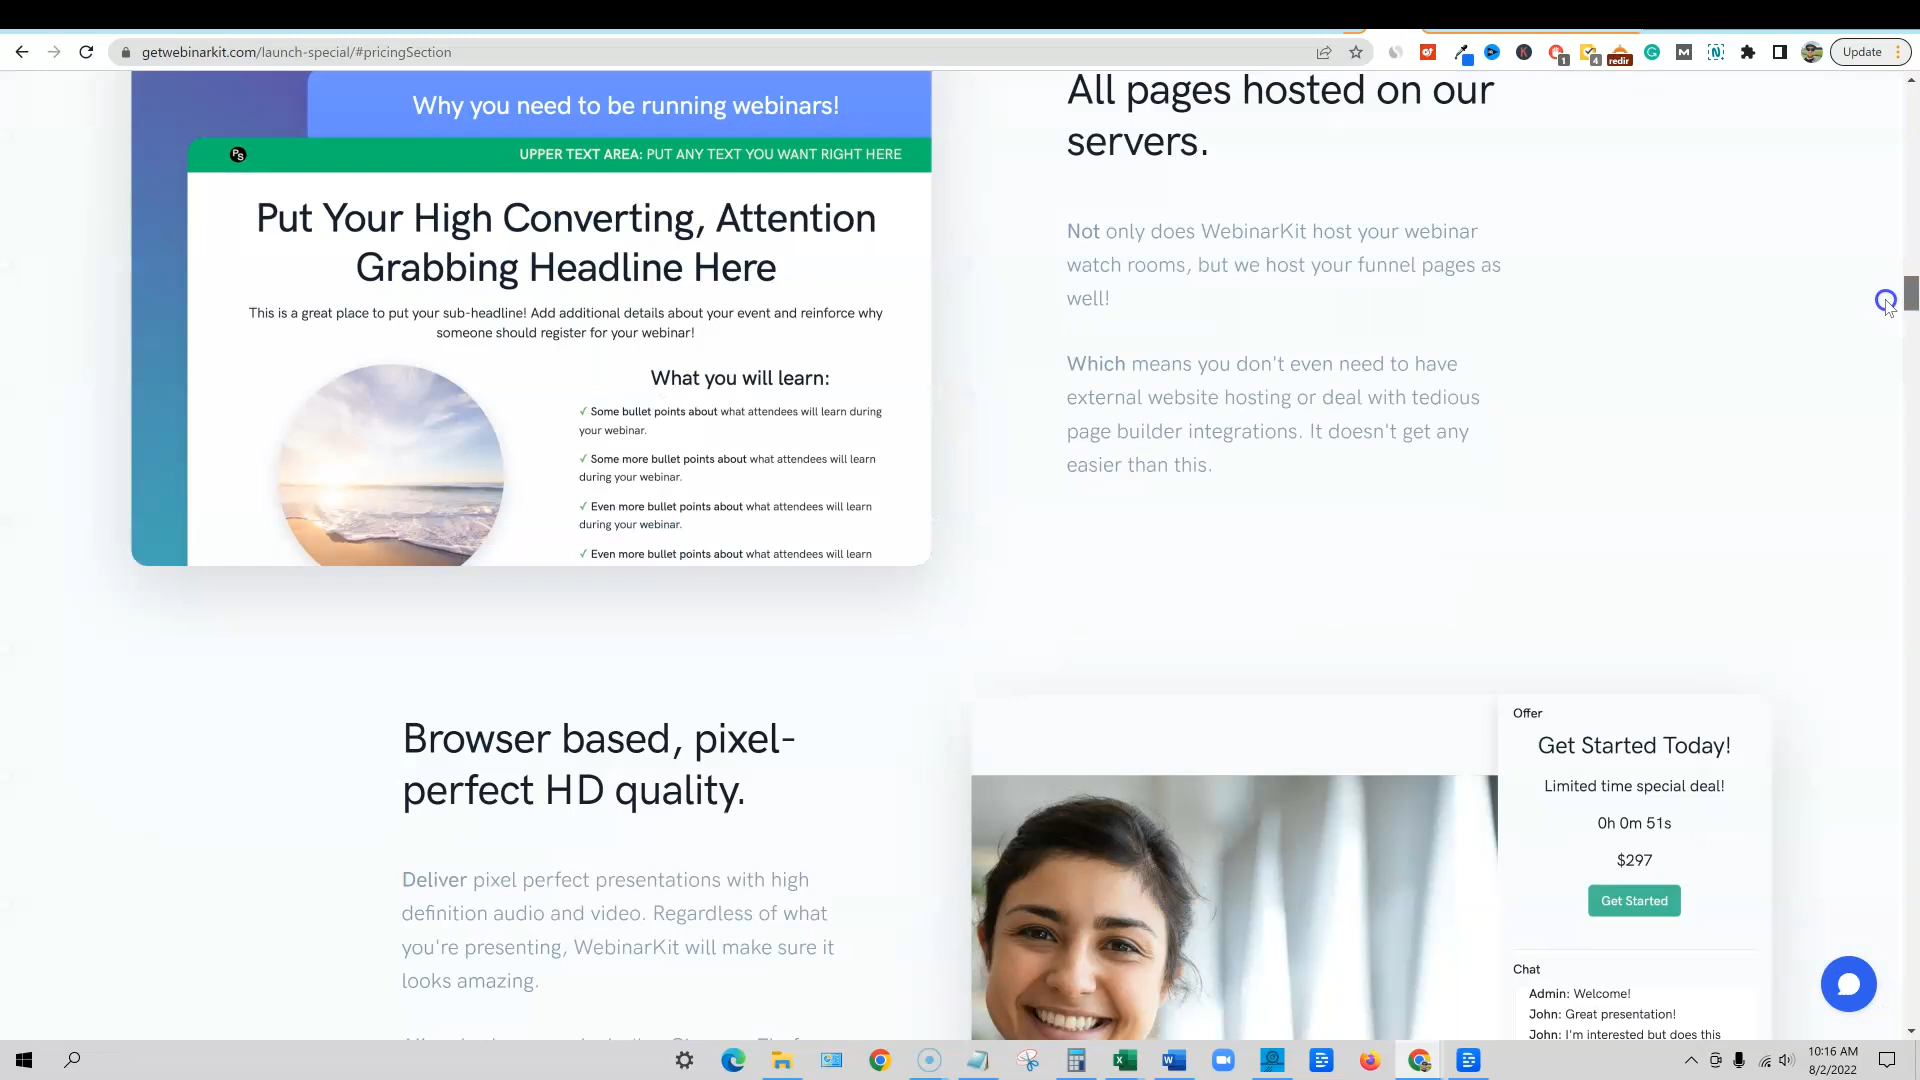 getwebinarkit.com/launch-special/#pricingSection
Update
1
4
redir
Why you need to be running webinars!
UPPER TEXT AREA: PUT ANY TEXT YOU WANT RIGHT HERE
Put Your High Converting, Attention
Grabbing Headline Here
This is a great place to put your sub-headline! Add additional details about your event and reinforce why
someone should register for your webinar!
What you will learn:
✓ Some bullet points about what attendees will learn during
your webinar.
✓ Some more bullet points about what attendees will learn
during your webinar.
✓ Even more bullet points about what attendees will learn
during your webinar.
✓ Even more bullet points about what attendees will learn
All pages hosted on our
servers.
Not only does WebinarKit host your webinar
watch rooms, but we host your funnel pages as
well!
Which means you don't even need to have
external website hosting or deal with tedious
page builder integrations. It doesn't get any
easier than this.
Browser based, pixel-
perfect HD quality.
Deliver pixel perfect presentations with high
definition audio and video. Regardless of what
you're presenting, WebinarKit will make sure it
looks amazing.
Offer
Get Started Today!
Limited time special deal!
0h 0m 51s
$297
Get Started
Chat
Admin: Welcome!
John: Great presentation!
John: I'm interested but does this
10:16 AM
8/2/2022